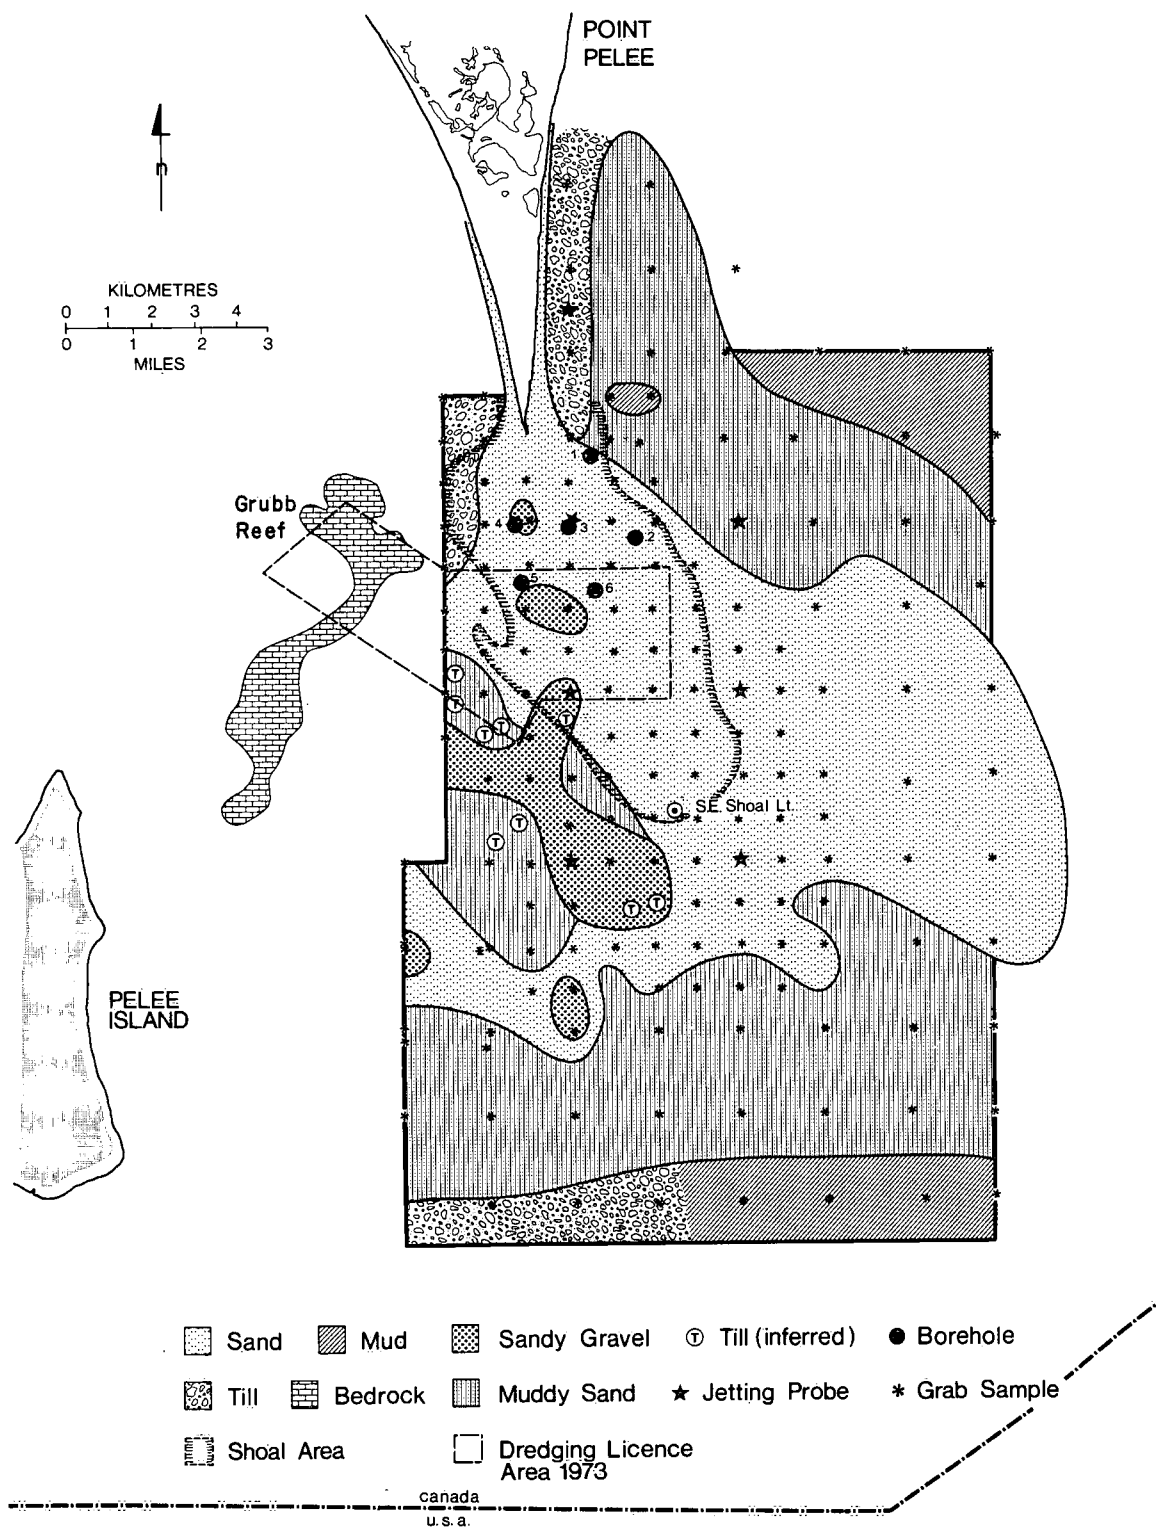 POINT
PELEE
n
KILOMETRES
0 1 2 3 4
0 1 2 3
MILES
Grubb
Reef
1
4 3 2
5 6
T
T
T T T
S.E. Shoal Lt.
T
T
T T
PELEE
ISLAND
Sand Mud Sandy Gravel T Till (inferred) Borehole
Till Bedrock Muddy Sand Jetting Probe Grab Sample
Shoal Area Dredging Licence
Area 1973
canada
u.s.a.